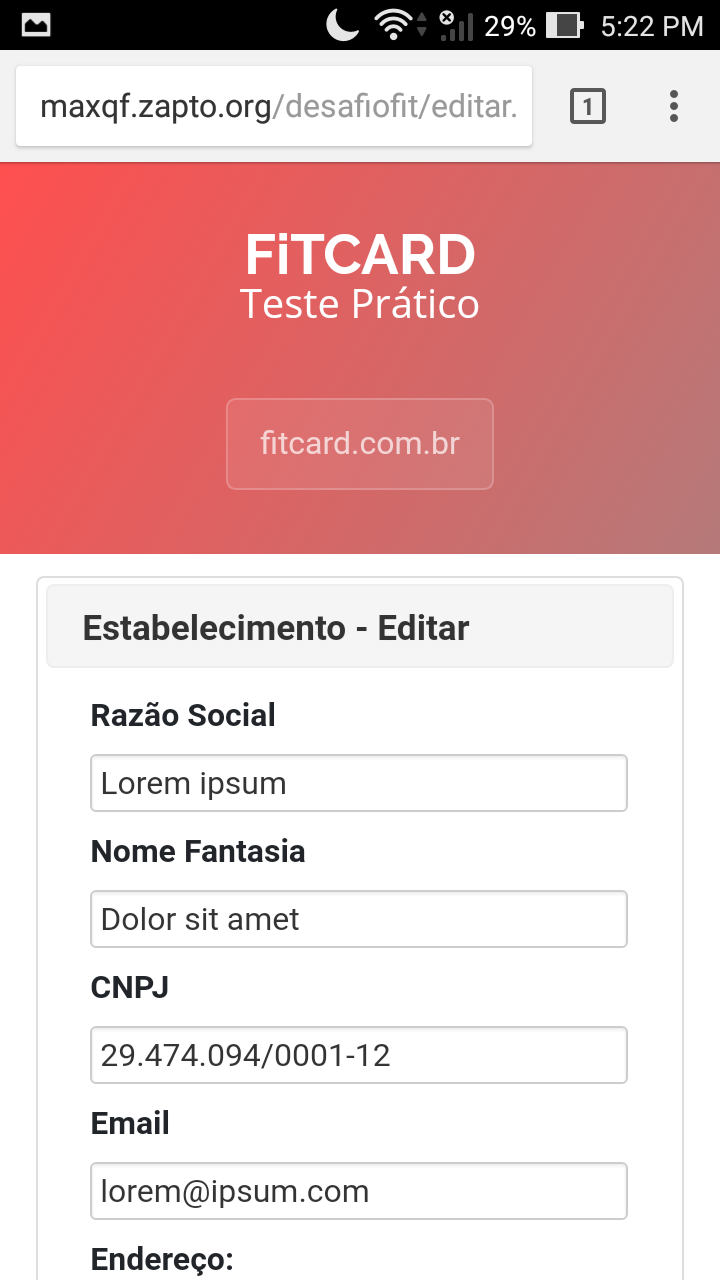 29% 5:22 PM
maxqf.zapto.org/desafiofit/editar. 1
FiTCARD
Teste Prático
fitcard.com.br
Estabelecimento - Editar
Razão Social
Lorem ipsum
Nome Fantasia
Dolor sit amet
CNPJ
29.474.094/0001-12
Email
lorem@ipsum.com
Endereço: